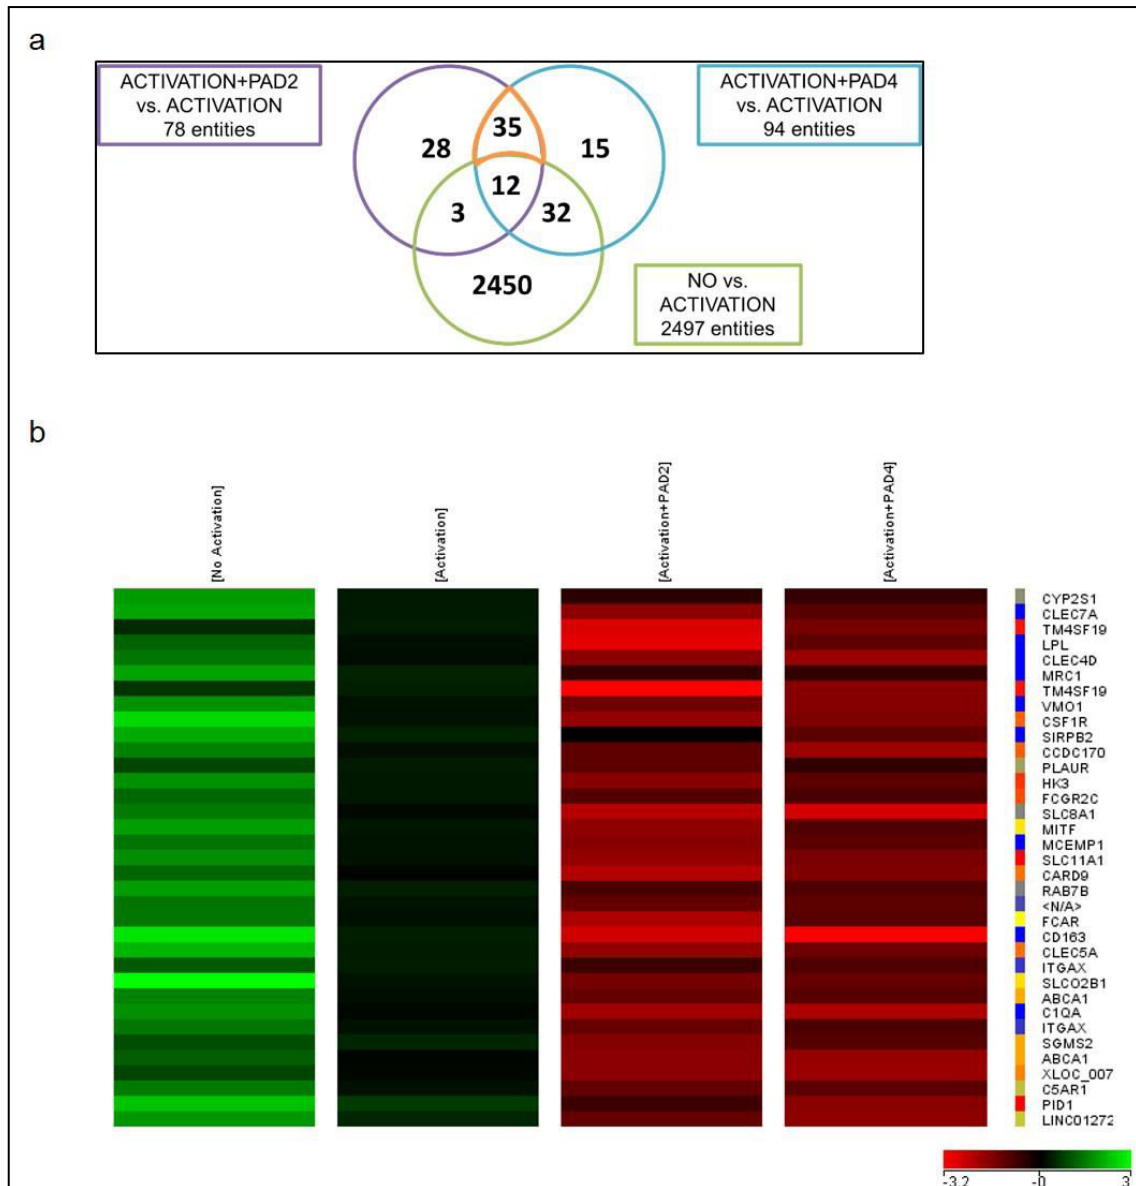 a
ACTIVATION+PAD2
vs. ACTIVATION
78 entities
ACTIVATION+PAD4
vs. ACTIVATION
94 entities
35
28
15
12
3
32
2450
NO vs.
ACTIVATION
2497 entities
b
[No Activation]
[Activation]
[Activation+PAD2]
[Activation+PAD4]
CYP2S1
CLEC7A
TM4SF19
LPL
CLEC4D
MRC1
TM4SF19
VMO1
CSF1R
SIRPB2
CCDC170
PLAUR
HK3
FCGR2C
SLC8A1
MITF
MCEMP1
SLC11A1
CARD9
RAB7B
<N/A>
FCAR
CD163
CLEC5A
ITGAX
SLCO2B1
ABCA1
C1QA
ITGAX
SGMS2
ABCA1
XLOC_007
C5AR1
PID1
LINC01272
-3.2 -0 3